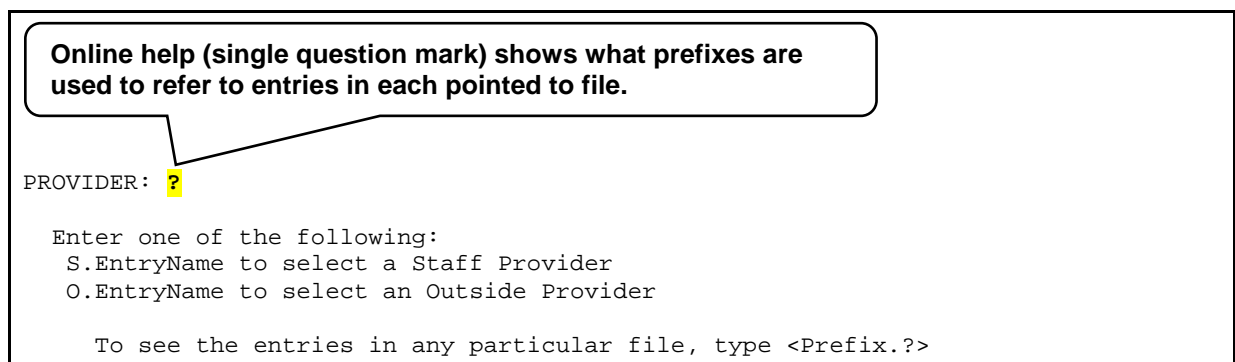 Online help (single question mark) shows what prefixes are
used to refer to entries in each pointed to file.
PROVIDER: ?
Enter one of the following:
S.EntryName to select a Staff Provider
O.EntryName to select an Outside Provider
To see the entries in any particular file, type <Prefix.?>